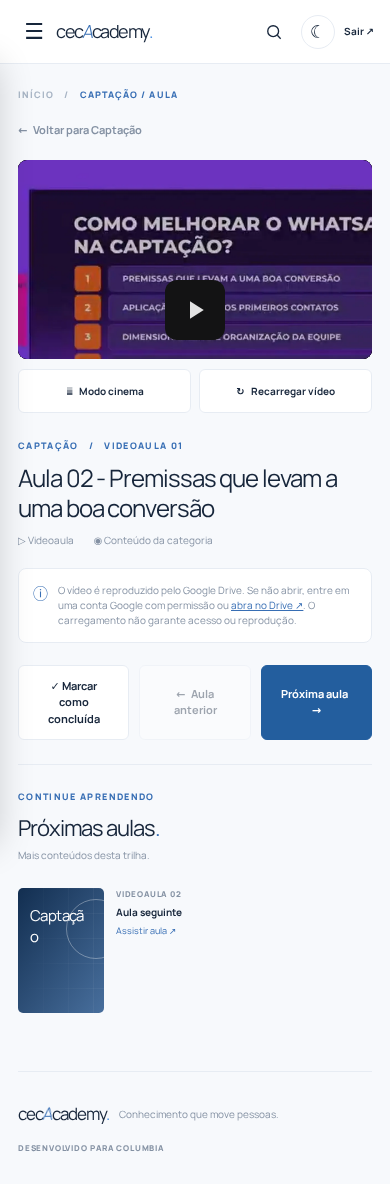 ☰ cecAcademy. ☾ Sair ↗
INÍCIO / CAPTAÇÃO / AULA
← Voltar para Captação
COMO MELHORAR O WHATSA
NA CAPTAÇÃO?
1 PREMISSAS QUE LEVAM A UMA BOA CONVERSÃO
2 OS PRIMEIROS CONTATOS
3 ORGANIZAÇÃO DA EQUIPE
Modo cinema
↻ Recarregar vídeo
CAPTAÇÃO / VIDEOAULA 01
Aula 02 - Premissas que levam a
uma boa conversão
▷ Videoaula ◉ Conteúdo da categoria
ⓘ O vídeo é reproduzido pelo Google Drive. Se não abrir, entre em
uma conta Google com permissão ou abra no Drive ↗. O
carregamento não garante acesso ou reprodução.
✓ Marcar
como
concluída
← Aula
anterior
Próxima aula
→
CONTINUE APRENDENDO
Próximas aulas.
Mais conteúdos desta trilha.
Captaçã
o
VIDEOAULA 02
Aula seguinte
Assistir aula ↗
cecAcademy. Conhecimento que move pessoas.
DESENVOLVIDO PARA COLUMBIA